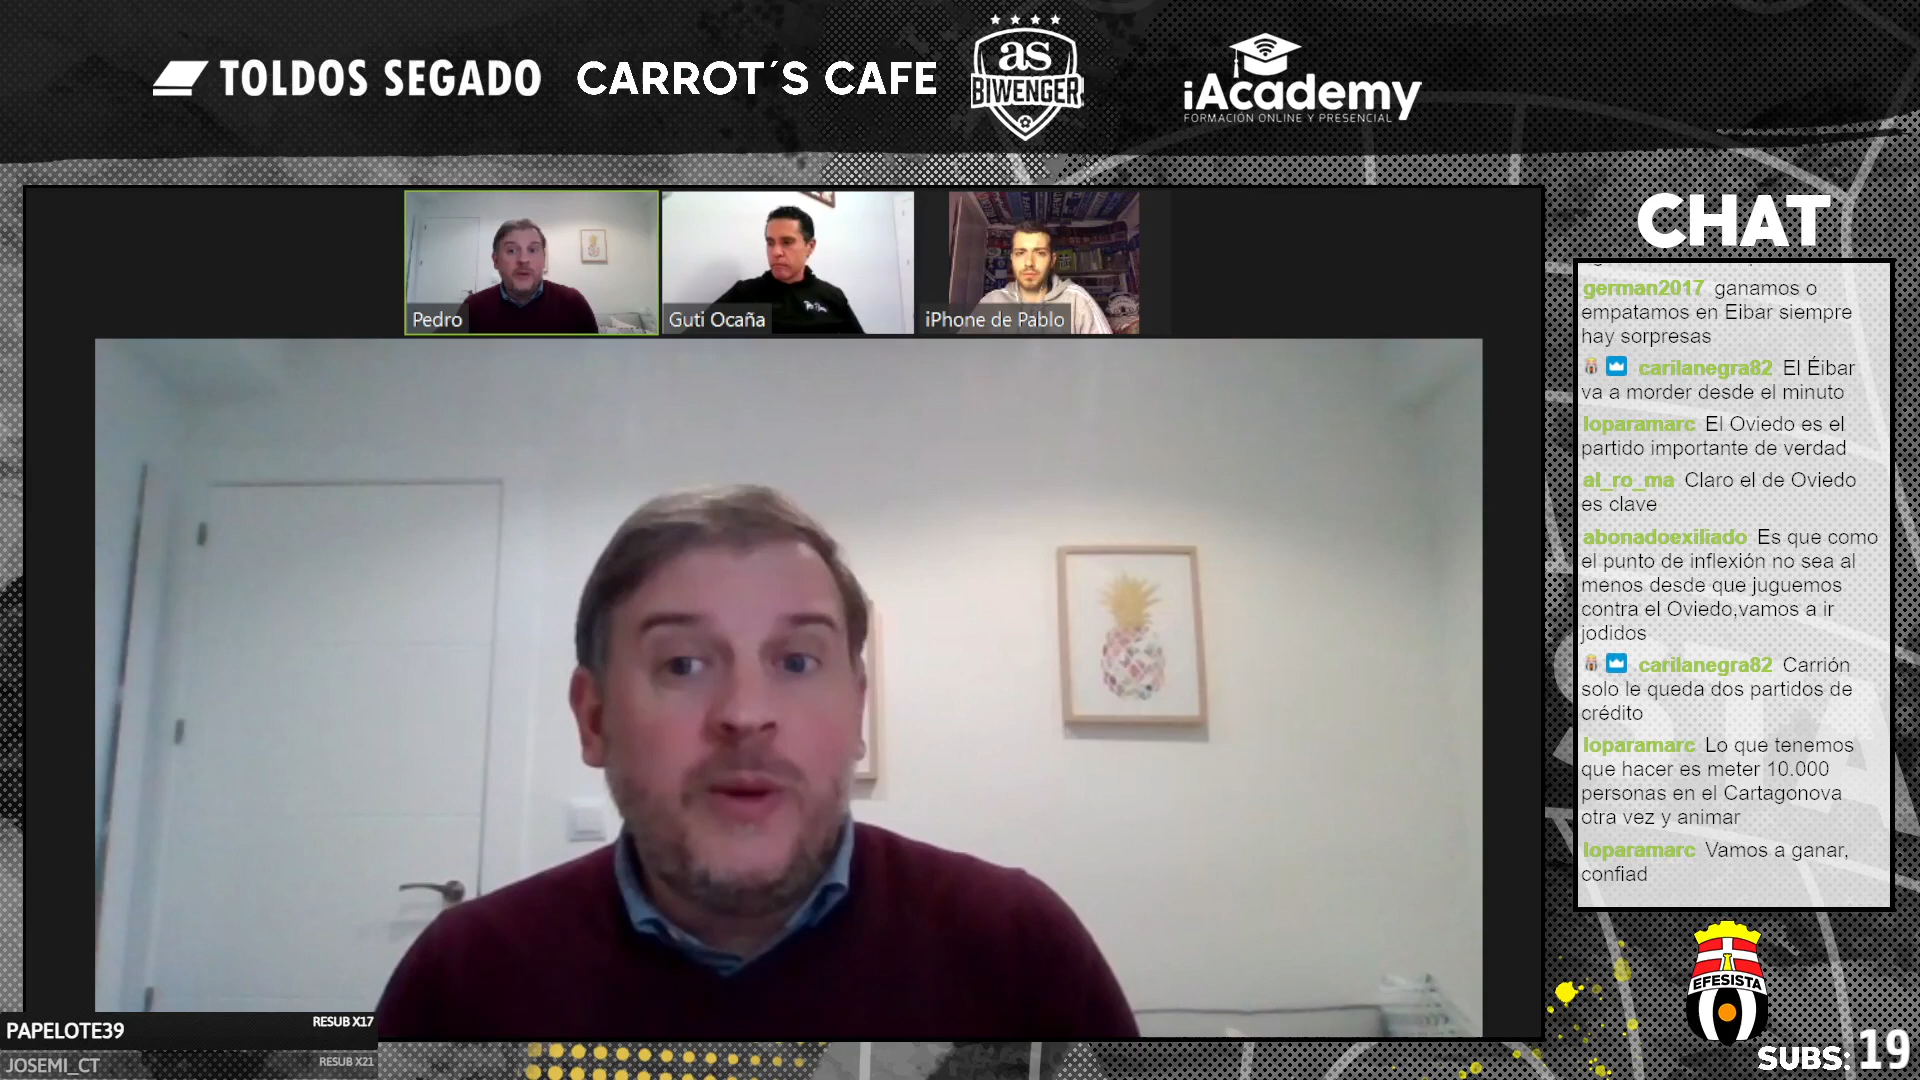 TOLDOS SEGADO
CARROT´S CAFE
as
BIWENGER
iAcademy
FORMACIÓN ONLINE Y PRESENCIAL
Pedro
Guti Ocaña
iPhone de Pablo
CHAT
german2017 ganamos o
empatamos en Eibar siempre
hay sorpresas
carilanegra82 El Éibar
va a morder desde el minuto
loparamarc El Oviedo es el
partido importante de verdad
al_ro_ma Claro el de Oviedo
es clave
abonadoexiliado Es que como
el punto de inflexión no sea al
menos desde que juguemos
contra el Oviedo,vamos a ir
jodidos
carilanegra82 Carrión
solo le queda dos partidos de
crédito
loparamarc Lo que tenemos
que hacer es meter 10.000
personas en el Cartagonova
otra vez y animar
loparamarc Vamos a ganar,
confiad
EFESISTA
SUBS: 19
PAPELOTE39 RESUB X17
JOSEMI_CT RESUB X21